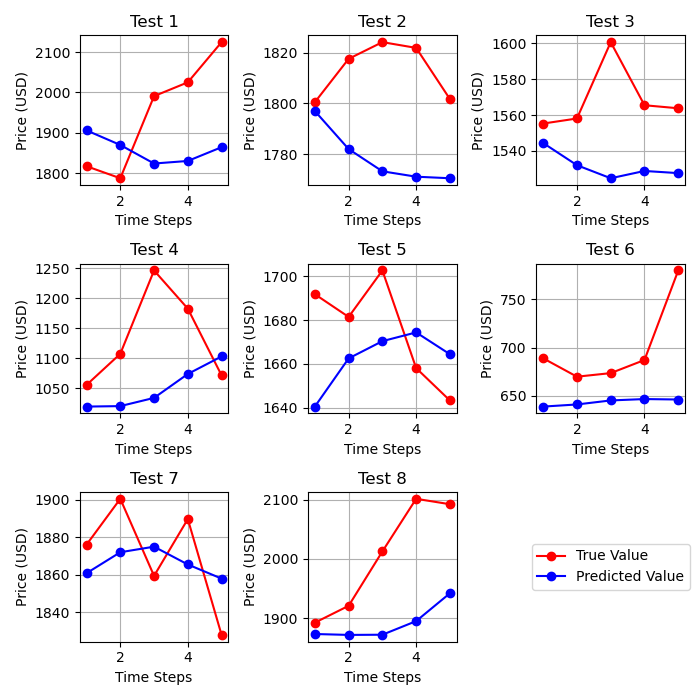 Test 1
Test 2
Test 3
Price (USD)
2100
2000
1900
1800
2
4
Time Steps
Price (USD)
1820
1800
1780
2
4
Time Steps
Price (USD)
1600
1580
1560
1540
2
4
Time Steps
Test 4
Test 5
Test 6
Price (USD)
1250
1200
1150
1100
1050
2
4
Time Steps
Price (USD)
1700
1680
1660
1640
2
4
Time Steps
Price (USD)
750
700
650
2
4
Time Steps
Test 7
Test 8
Price (USD)
1900
1880
1860
1840
2
4
Time Steps
Price (USD)
2100
2000
1900
2
4
Time Steps
True Value
Predicted Value